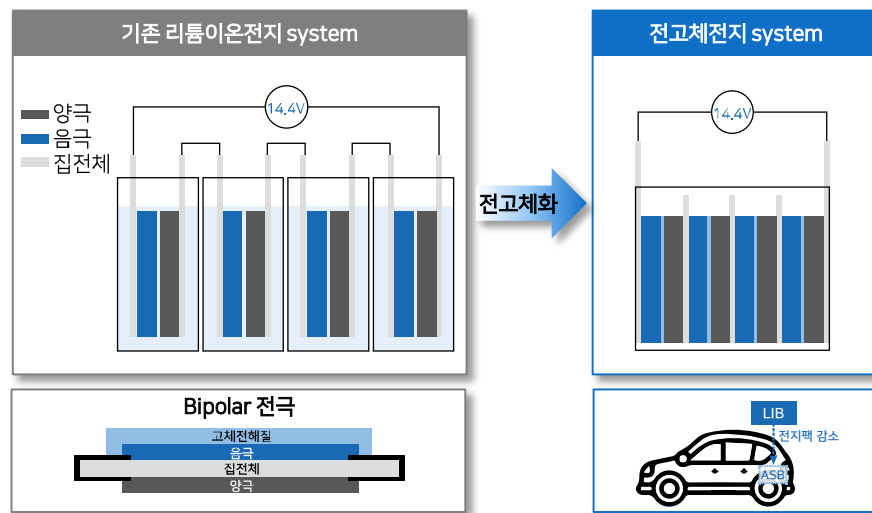 기존 리튬이온전지 system
14.4V
양극
음극
집전체
전고체화
전고체전지 system
14.4V
Bipolar 전극
고체전해질
음극
집전체
양극
LIB
전지팩 감소
ASB